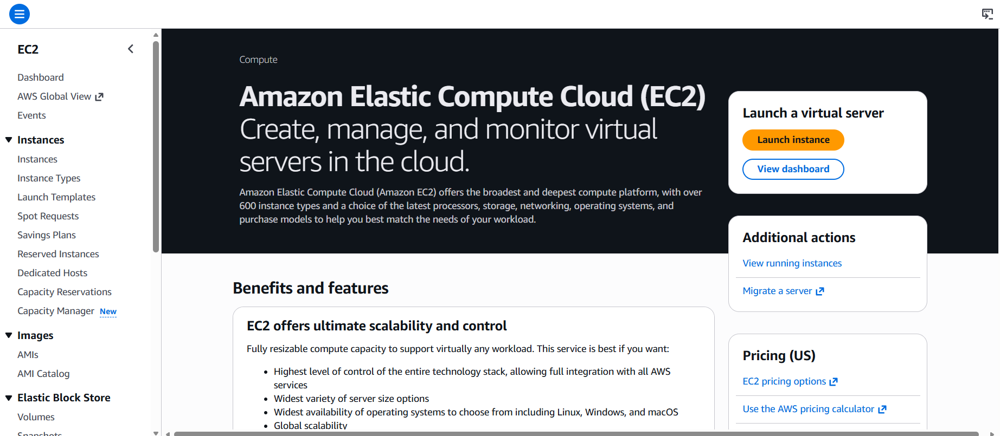 EC2
Dashboard
AWS Global View
Events
Instances
Instances
Instance Types
Launch Templates
Spot Requests
Savings Plans
Reserved Instances
Dedicated Hosts
Capacity Reservations
Capacity Manager New
Images
AMIs
AMI Catalog
Elastic Block Store
Volumes
Snapshots
Compute
Amazon Elastic Compute Cloud (EC2)
Create, manage, and monitor virtual
servers in the cloud.
Amazon Elastic Compute Cloud (Amazon EC2) offers the broadest and deepest compute platform, with over
600 instance types and a choice of the latest processors, storage, networking, operating systems, and
purchase models to help you best match the needs of your workload.
Benefits and features
EC2 offers ultimate scalability and control
Fully resizable compute capacity to support virtually any workload. This service is best if you want:
• Highest level of control of the entire technology stack, allowing full integration with all AWS
services
• Widest variety of server size options
• Widest availability of operating systems to choose from including Linux, Windows, and macOS
• Global scalability
Launch a virtual server
Launch instance
View dashboard
Additional actions
View running instances
Migrate a server
Pricing (US)
EC2 pricing options
Use the AWS pricing calculator